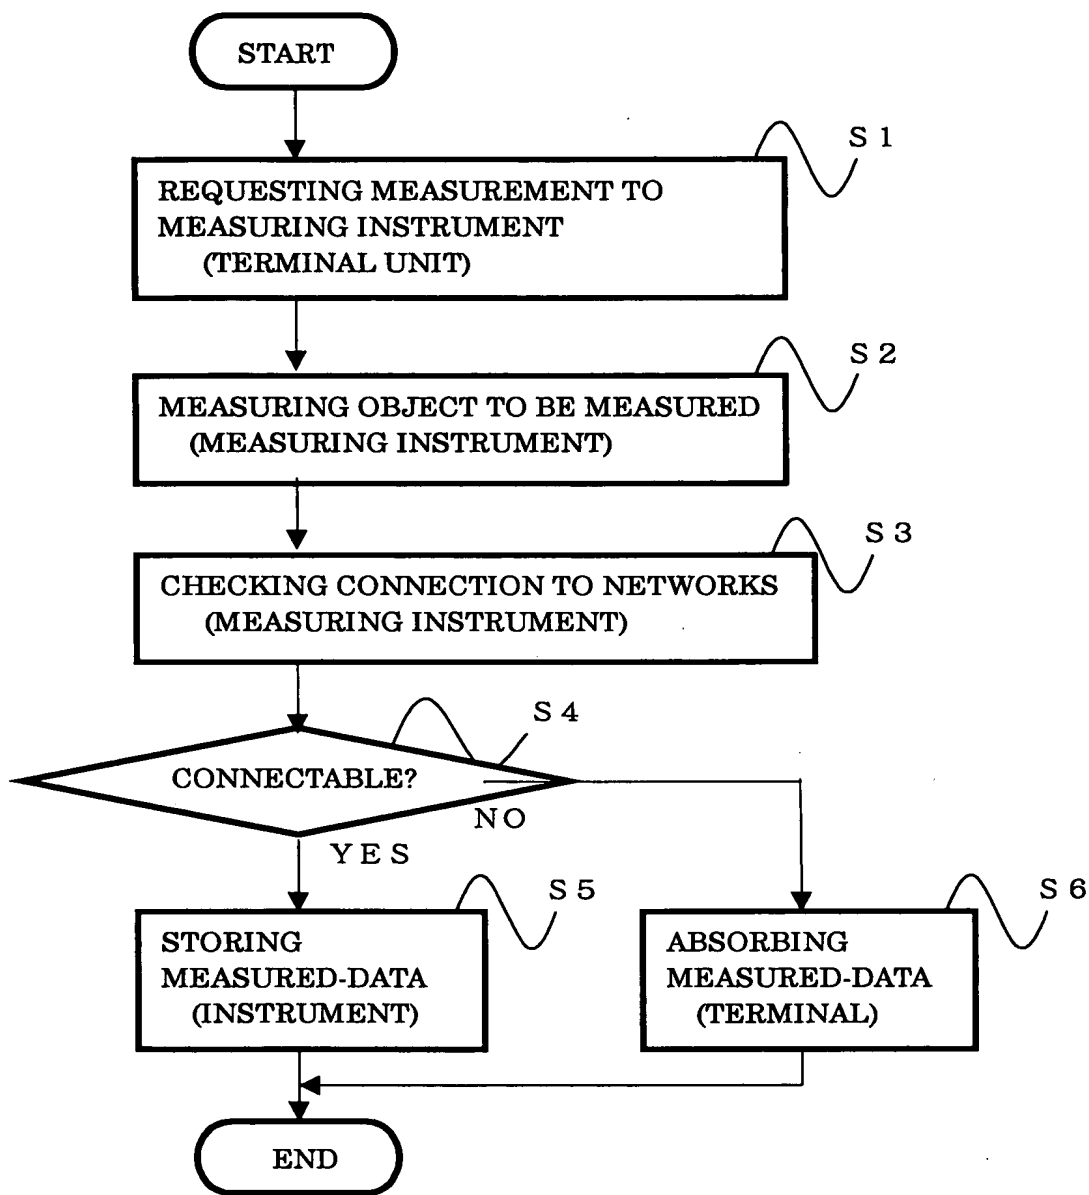 START
S 1
REQUESTING MEASUREMENT TO
MEASURING INSTRUMENT
(TERMINAL UNIT)
S 2
MEASURING OBJECT TO BE MEASURED
(MEASURING INSTRUMENT)
S 3
CHECKING CONNECTION TO NETWORKS
(MEASURING INSTRUMENT)
S 4
CONNECTABLE?
NO
YES
S 5
STORING
MEASURED-DATA
(INSTRUMENT)
S 6
ABSORBING
MEASURED-DATA
(TERMINAL)
END